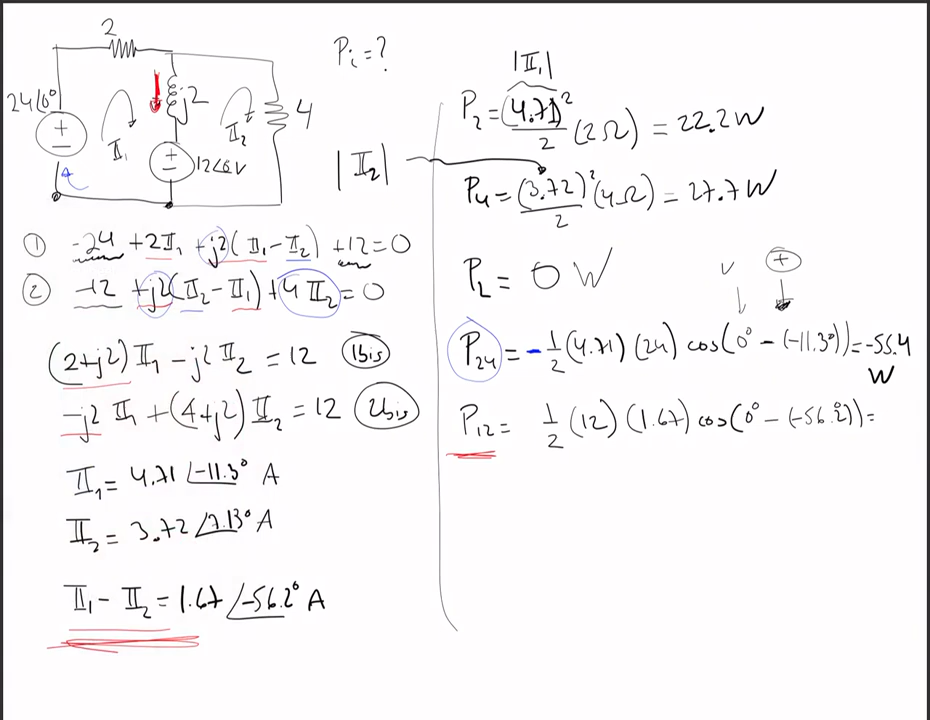 2
24∠0°
+
-
I₁
j2
I₂
4
+
-
12∠0°V
Pᵢ = ?
|I₂|
① -24 + 2I₁ + j2(I₁ - I₂) + 12 = 0
② -12 + j2(I₂ - I₁) + 4I₂ = 0
(2+j2)I₁ - j2I₂ = 12 (1bis)
-j2 I₁ + (4+j2)I₂ = 12 (2bis)
I₁ = 4.71 ∠-11.3° A
I₂ = 3.72 ∠7.13° A
I₁ - I₂ = 1.67 ∠-56.2° A
|I₁|
P₂ = (4.71)²/2 (2Ω) = 22.2W
P₄ = (3.72)²/2 (4Ω) = 27.7W
P_L = 0 W
v +
P₂₄ = -1/2 (4.71)(24) cos(0° - (-11.3°)) = -55.4
W
P₁₂ = 1/2 (12)(1.67) cos(0° - (-56.2°)) =